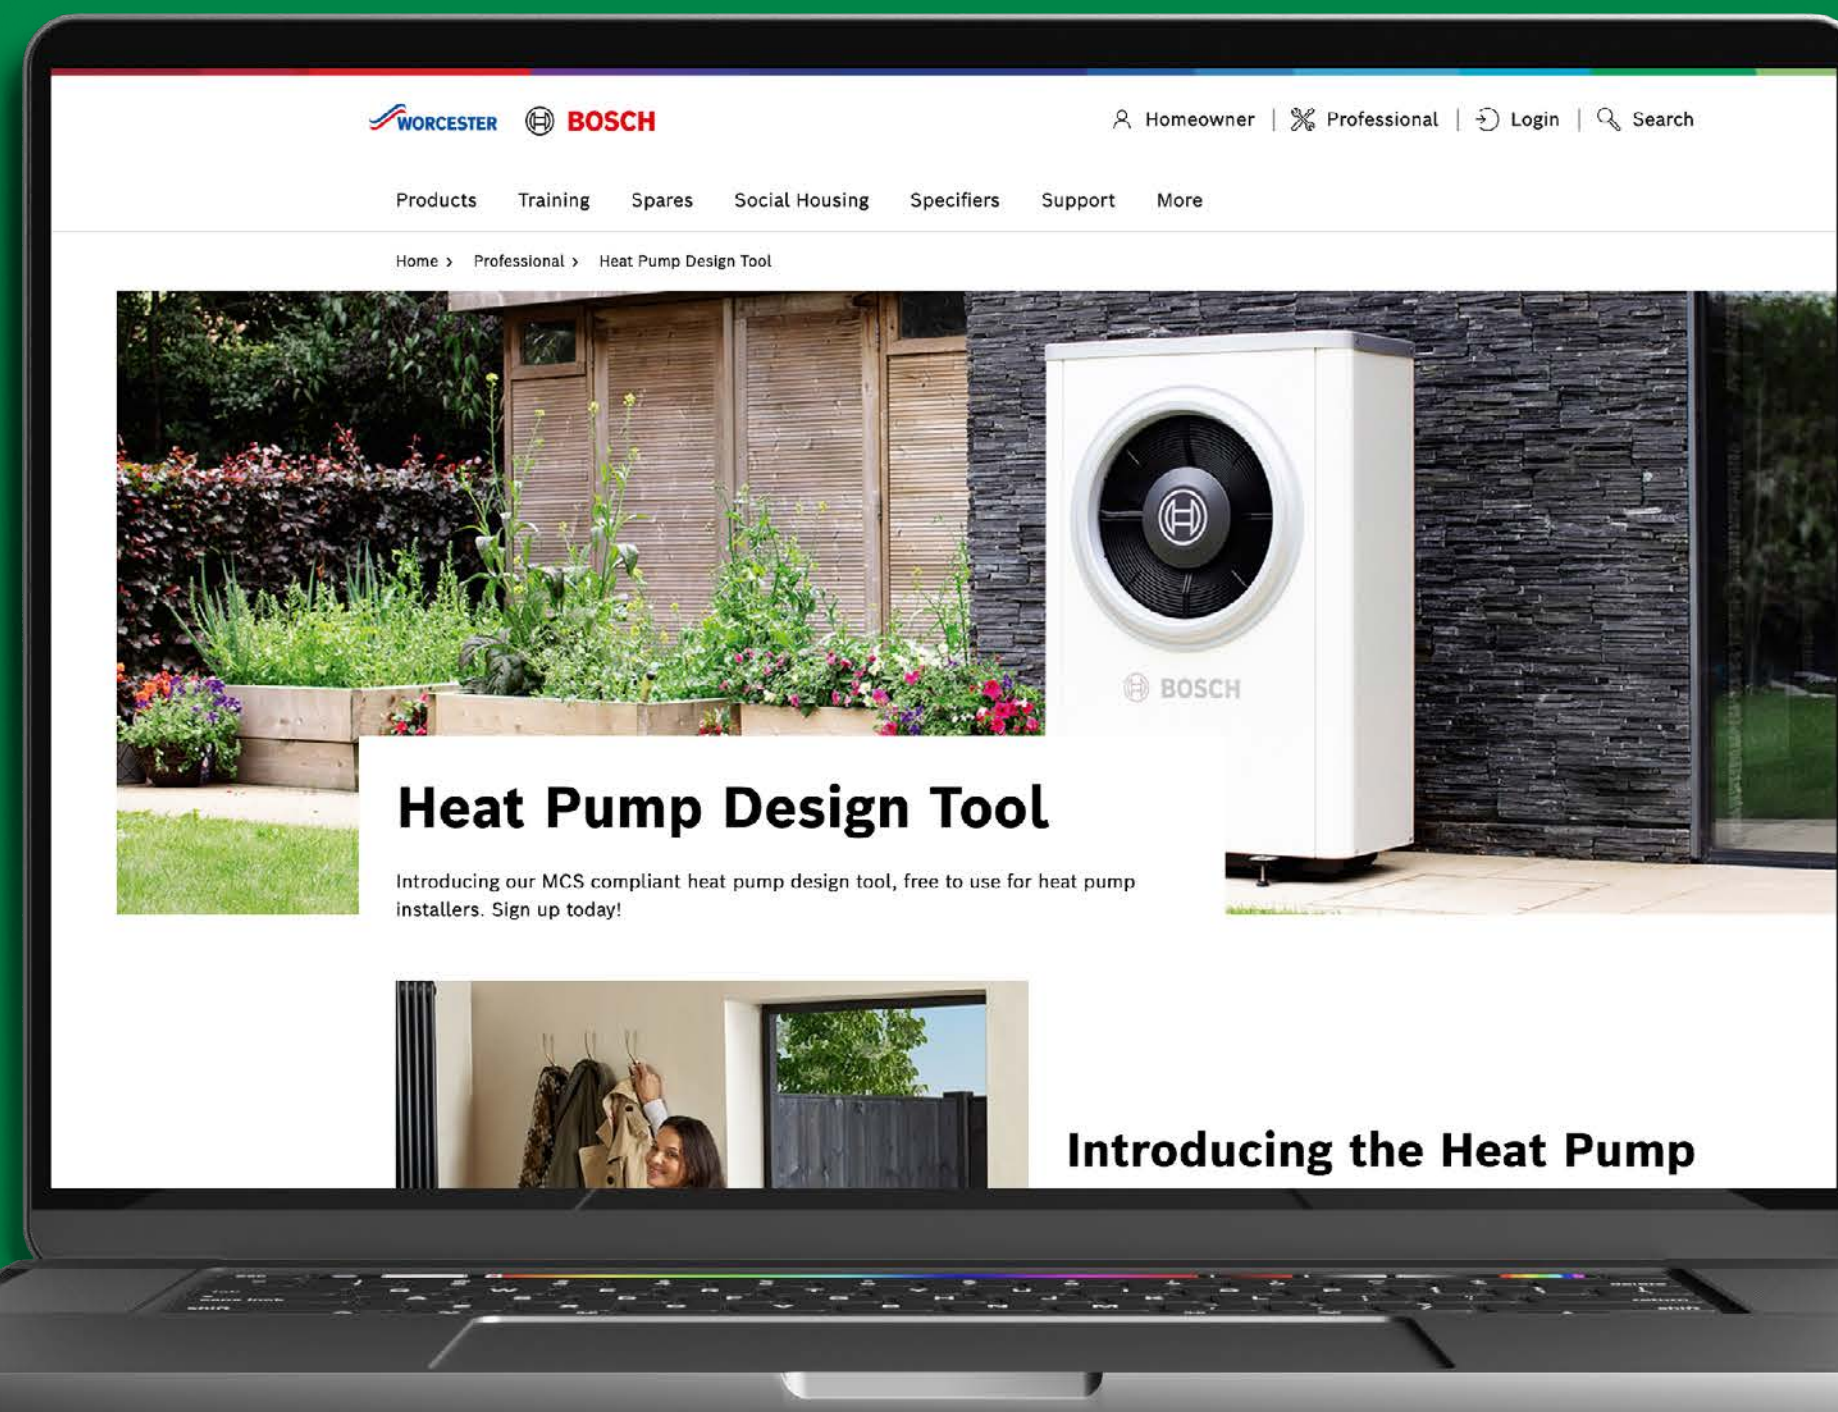 WORCESTER BOSCH
Homeowner | Professional | Login | Search
Products Training Spares Social Housing Specifiers Support More
Home › Professional › Heat Pump Design Tool
BOSCH
Heat Pump Design Tool
Introducing our MCS compliant heat pump design tool, free to use for heat pump
installers. Sign up today!
Introducing the Heat Pump